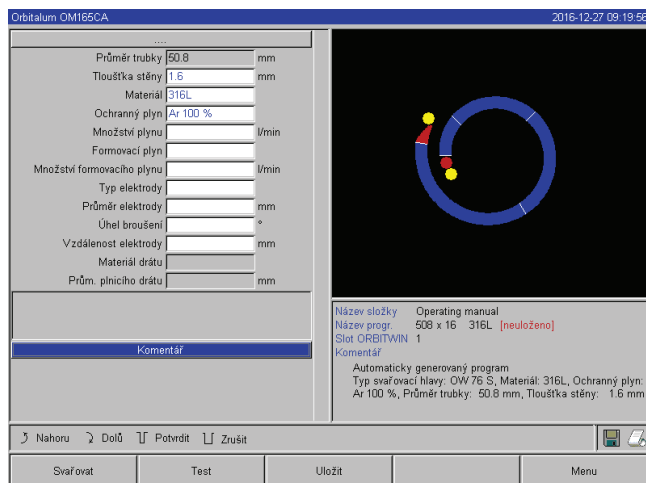 Orbitalum OM165CA 2016-12-27 09:19:56
....
Průměr trubky 50.8 mm
Tloušťka stěny 1.6 mm
Materiál 316L
Ochranný plyn Ar 100 %
Množství plynu l/min
Formovací plyn
Množství formovacího plynu l/min
Typ elektrody
Průměr elektrody mm
Úhel broušení °
Vzdálenost elektrody mm
Materiál drátu
Prům. plnicího drátu mm
Komentář
Název složky Operating manual
Název progr. 508 x 16 316L [neuloženo]
Slot ORBITWIN 1
Komentář
Automaticky generovaný program
Typ svařovací hlavy: OW 76 S, Materiál: 316L, Ochranný plyn:
Ar 100 %, Průměr trubky: 50.8 mm, Tloušťka stěny: 1.6 mm
Nahoru Dolů Potvrdit Zrušit
Svařovat Test Uložit Menu